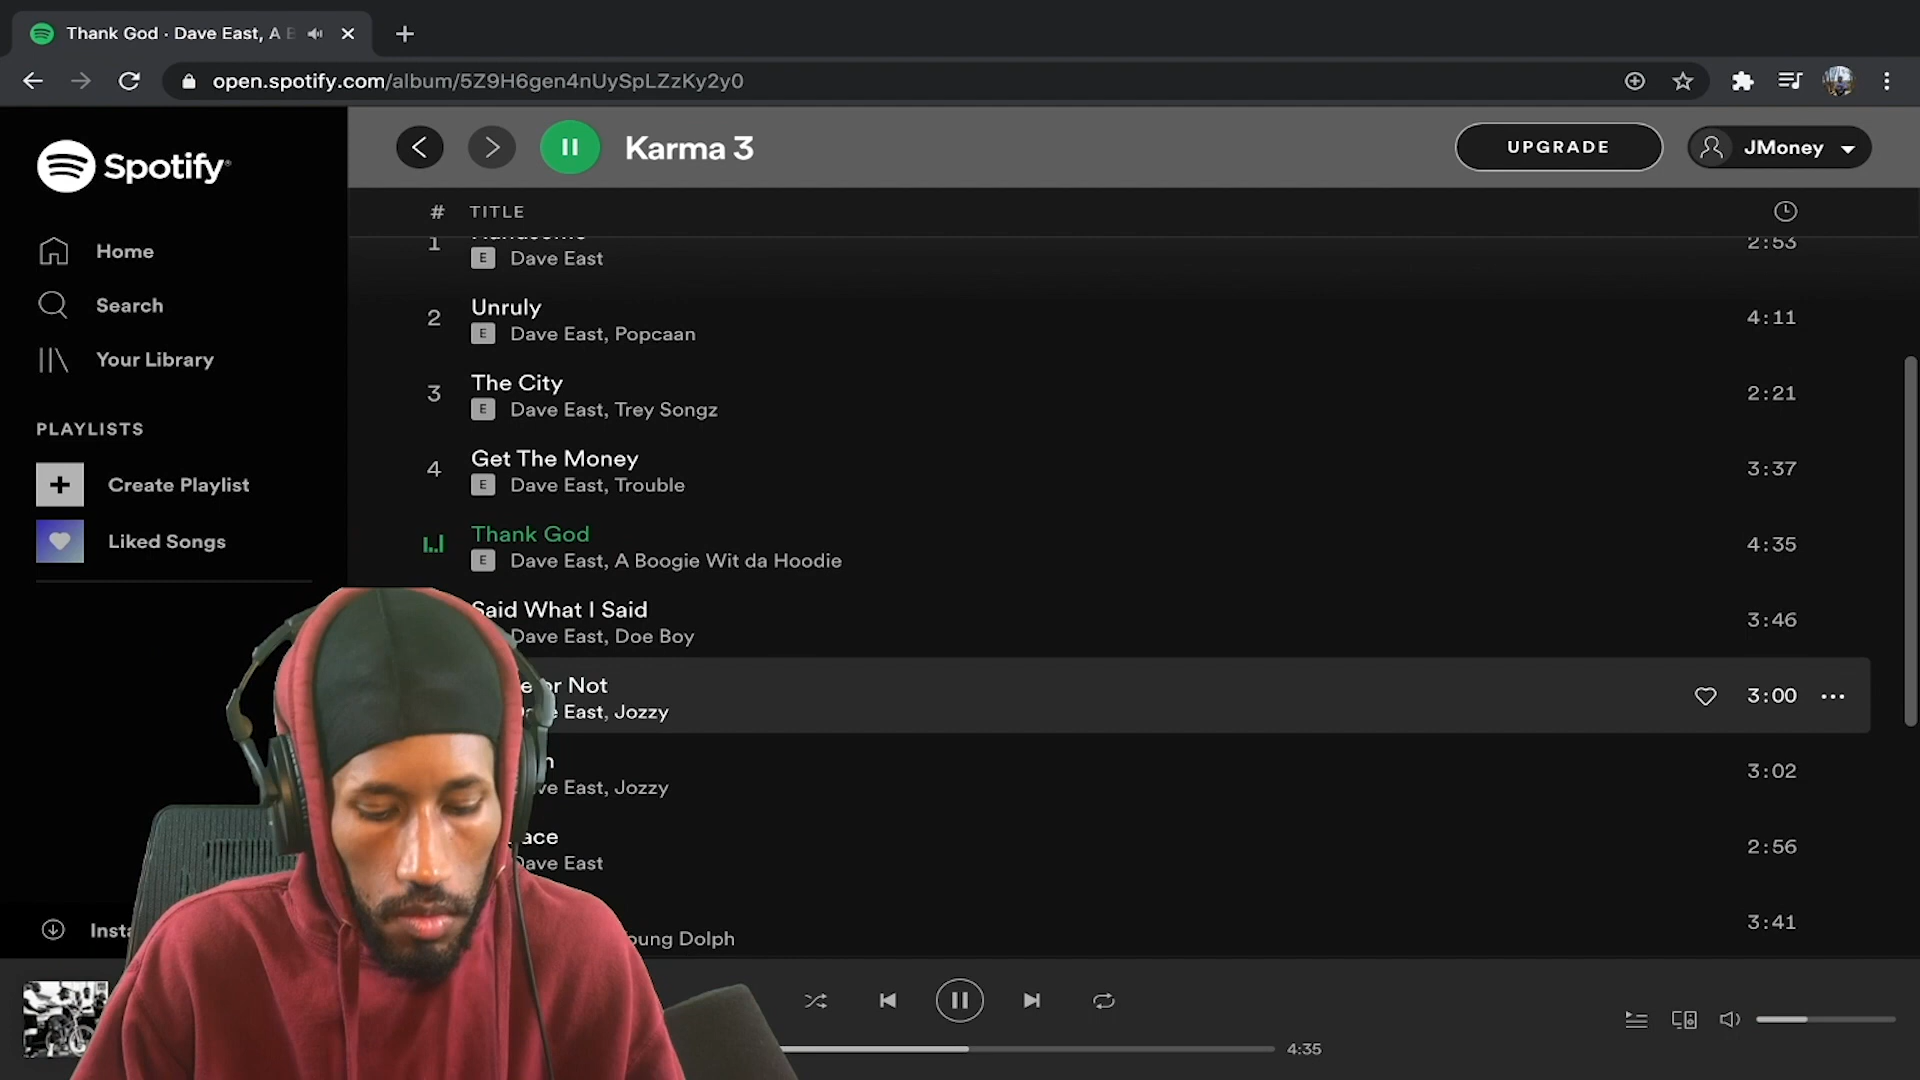 Thank God · Dave East, A B
open.spotify.com/album/5Z9H6gen4nUySpLZzKy2y0
Spotify
Karma 3
UPGRADE
JMoney
Home
Search
Your Library
PLAYLISTS
Create Playlist
Liked Songs
# TITLE
1 2:53
E Dave East
2 Unruly 4:11
E Dave East, Popcaan
3 The City 2:21
E Dave East, Trey Songz
4 Get The Money 3:37
E Dave East, Trouble
Thank God 4:35
E Dave East, A Boogie Wit da Hoodie
Said What I Said 3:46
Dave East, Doe Boy
or Not 3:00
East, Jozzy
3:02
East, Jozzy
2:56
Dave East
3:41
Dolph
4:35